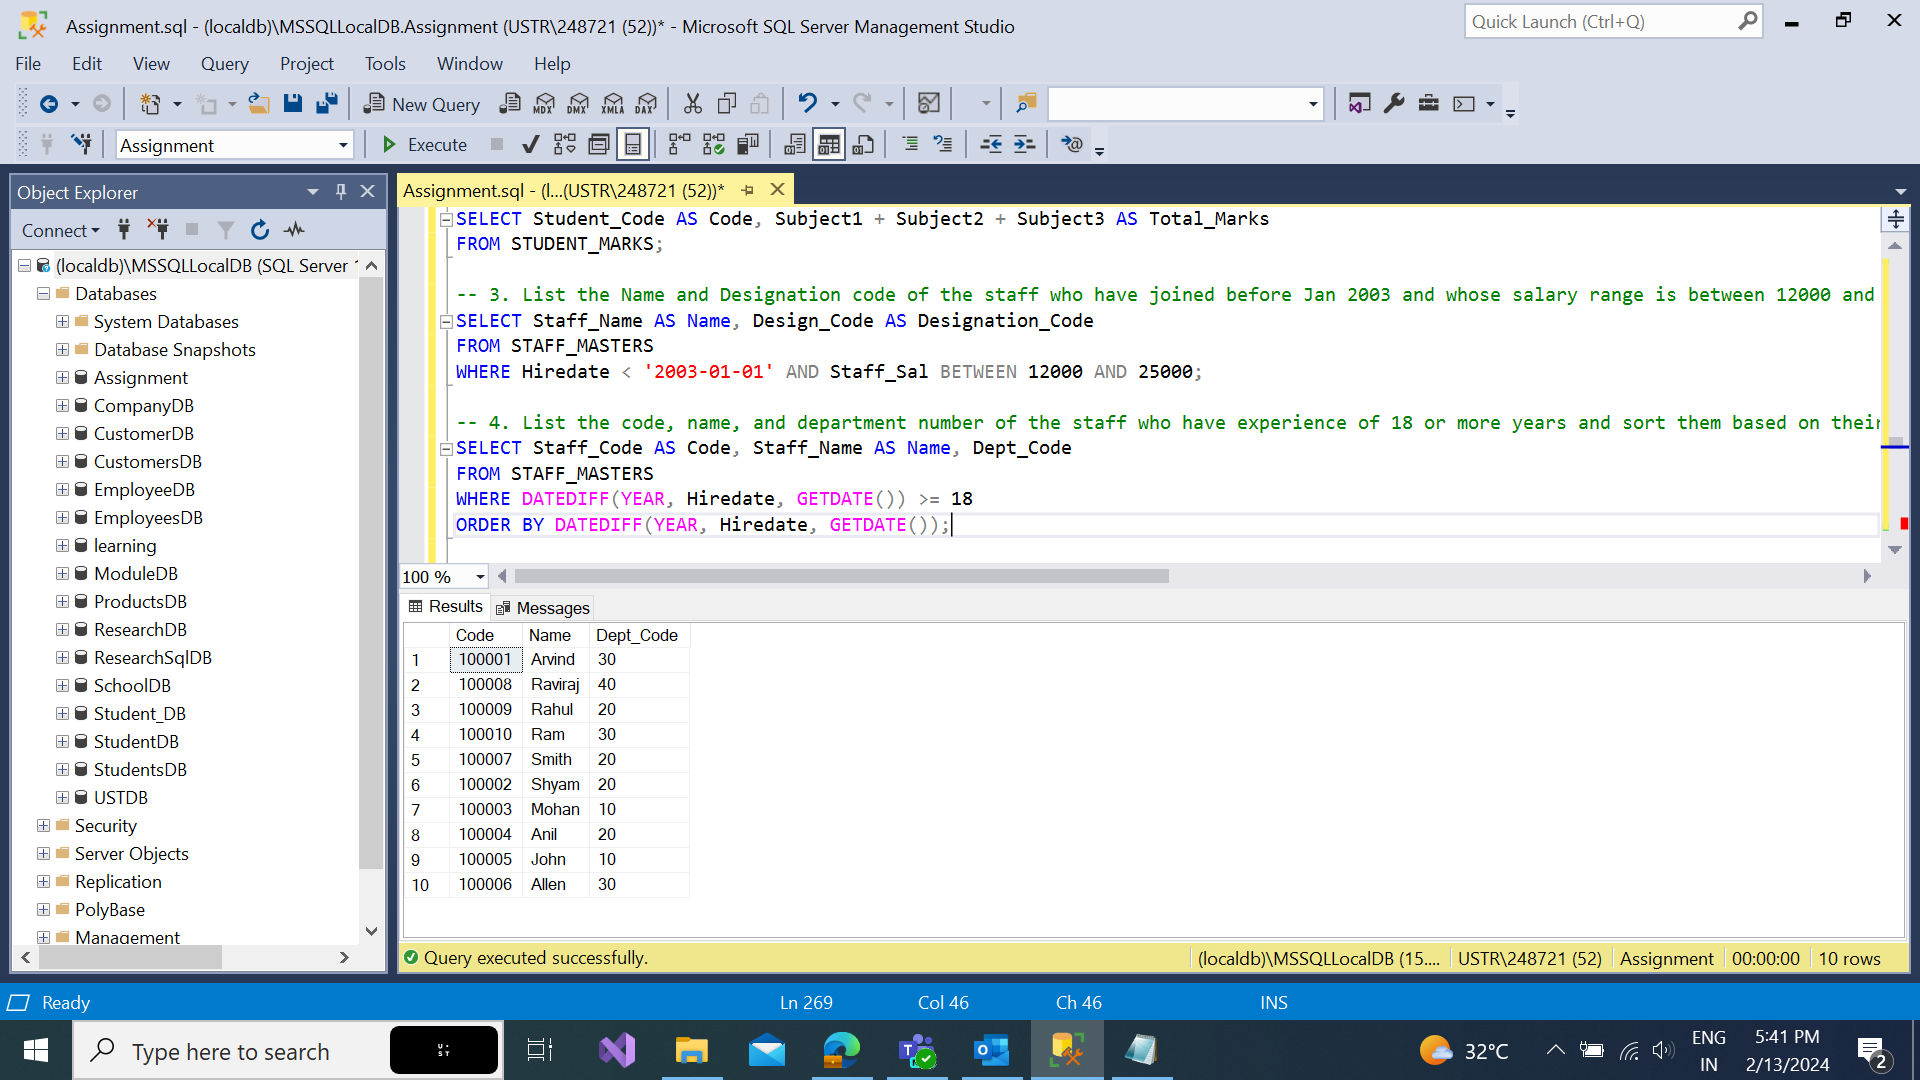 Assignment.sql - (localdb)\MSSQLLocalDB.Assignment (USTR\248721 (52))* - Microsoft SQL Server Management Studio
Quick Launch (Ctrl+Q)
File Edit View Query Project Tools Window Help
New Query MDX DMX XMLA DAX
Assignment Execute
Object Explorer
Connect
(localdb)\MSSQLLocalDB (SQL Server
Databases
System Databases
Database Snapshots
Assignment
CompanyDB
CustomerDB
CustomersDB
EmployeeDB
EmployeesDB
learning
ModuleDB
ProductsDB
ResearchDB
ResearchSqlDB
SchoolDB
Student_DB
StudentDB
StudentsDB
USTDB
Security
Server Objects
Replication
PolyBase
Management
Assignment.sql - (l...(USTR\248721 (52))*
SELECT Student_Code AS Code, Subject1 + Subject2 + Subject3 AS Total_Marks
FROM STUDENT_MARKS;
-- 3. List the Name and Designation code of the staff who have joined before Jan 2003 and whose salary range is between 12000 and
SELECT Staff_Name AS Name, Design_Code AS Designation_Code
FROM STAFF_MASTERS
WHERE Hiredate < '2003-01-01' AND Staff_Sal BETWEEN 12000 AND 25000;
-- 4. List the code, name, and department number of the staff who have experience of 18 or more years and sort them based on their
SELECT Staff_Code AS Code, Staff_Name AS Name, Dept_Code
FROM STAFF_MASTERS
WHERE DATEDIFF(YEAR, Hiredate, GETDATE()) >= 18
ORDER BY DATEDIFF(YEAR, Hiredate, GETDATE());
100 %
Results Messages
Code Name Dept_Code
1 100001 Arvind 30
2 100008 Raviraj 40
3 100009 Rahul 20
4 100010 Ram 30
5 100007 Smith 20
6 100002 Shyam 20
7 100003 Mohan 10
8 100004 Anil 20
9 100005 John 10
10 100006 Allen 30
Query executed successfully. (localdb)\MSSQLLocalDB (15.... USTR\248721 (52) Assignment 00:00:00 10 rows
Ready Ln 269 Col 46 Ch 46 INS
Type here to search
32°C
ENG
IN
5:41 PM
2/13/2024
2